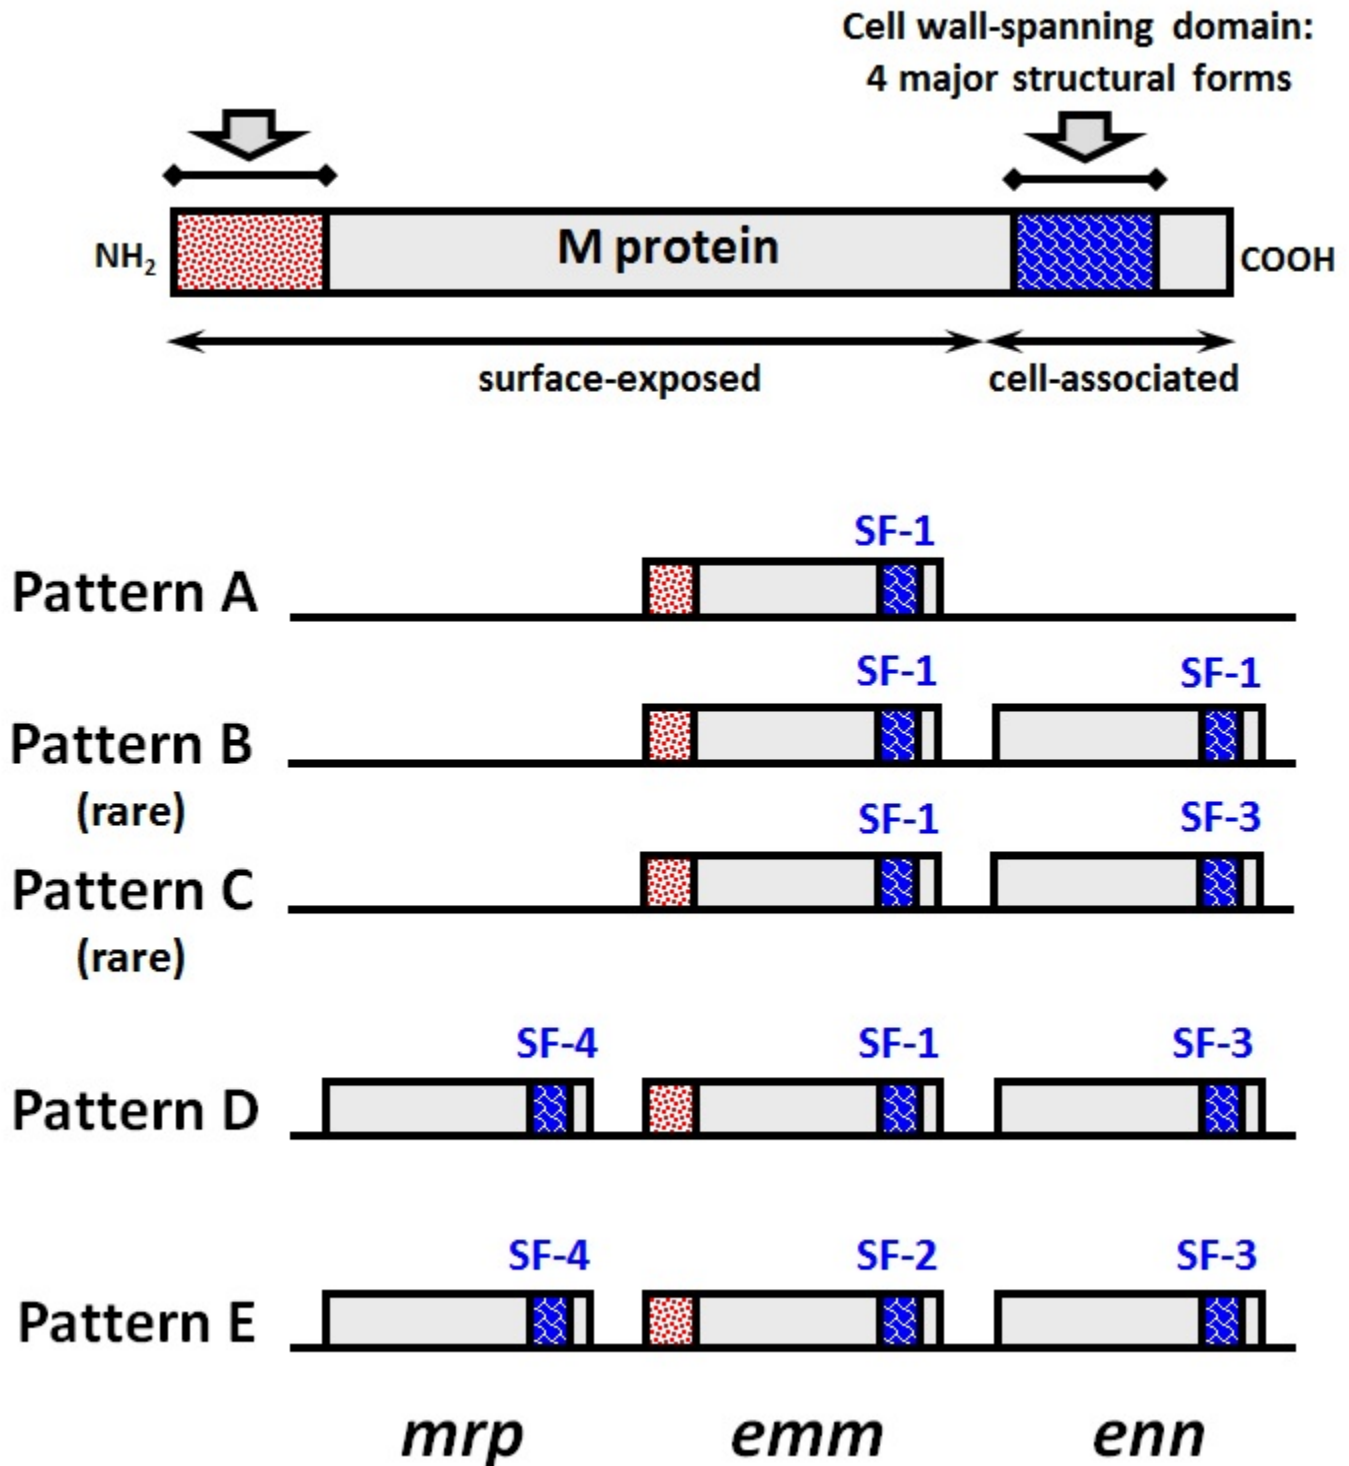 Cell wall-spanning domain:
4 major structural forms
NH₂
M protein
COOH
surface-exposed
cell-associated
SF-1
Pattern A
SF-1 SF-1
Pattern B
(rare)
SF-1 SF-3
Pattern C
(rare)
SF-4 SF-1 SF-3
Pattern D
SF-4 SF-2 SF-3
Pattern E
mrp emm enn